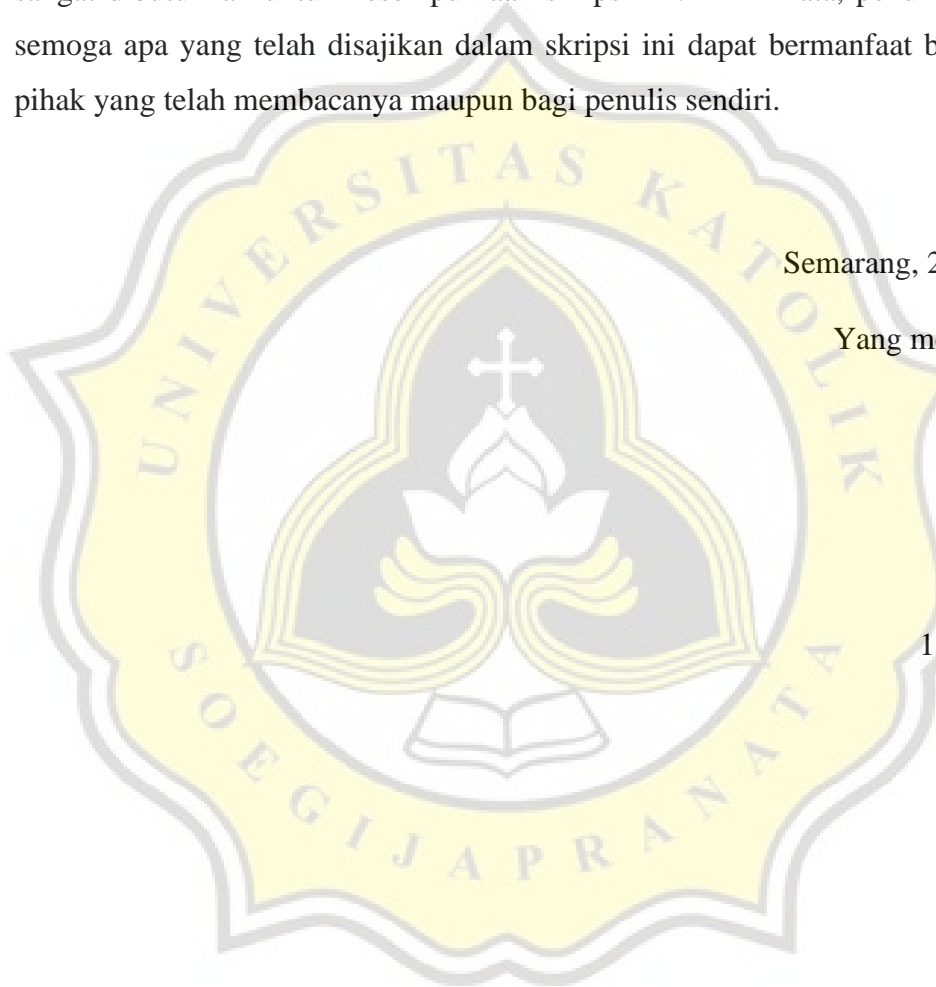 semoga apa yang telah disajikan dalam skripsi ini dapat bermanfaat b
pihak yang telah membacanya maupun bagi penulis sendiri.
UNIVERSITAS KATOLIK
Semarang, 2
Yang me
1
SOEGIJAPRANATA